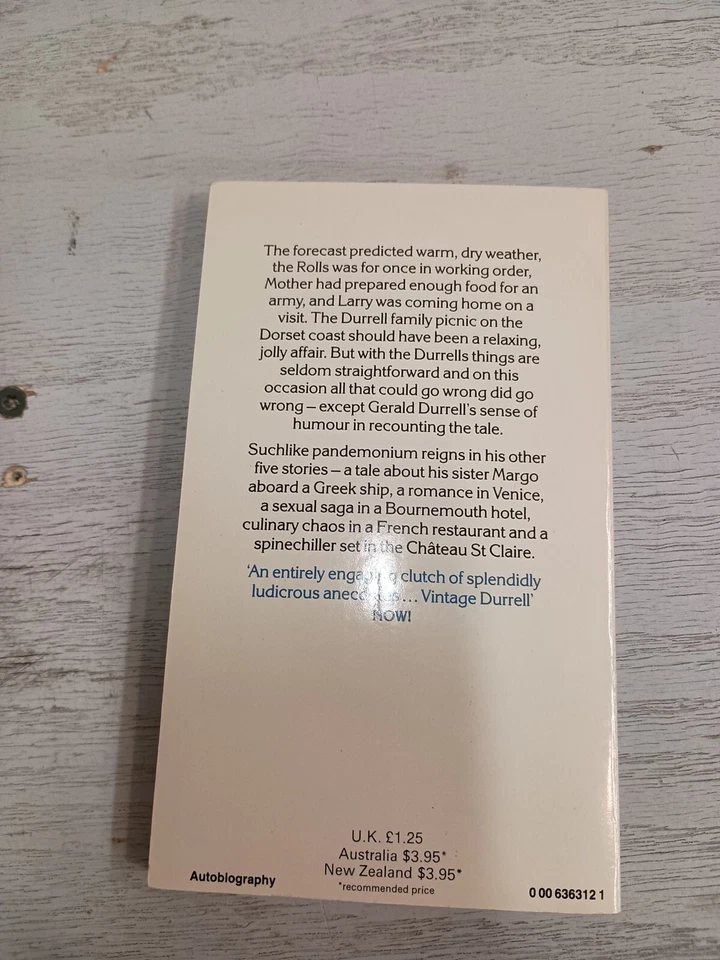 The forecast predicted warm, dry weather,
the Rolls was for once in working order,
Mother had prepared enough food for an
army, and Larry was coming home on a
visit. The Durrell family picnic on the
Dorset coast should have been a relaxing,
jolly affair. But with the Durrells things are
seldom straightforward and on this
occasion all that could go wrong did go
wrong – except Gerald Durrell's sense of
humour in recounting the tale.
Suchlike pandemonium reigns in his other
five stories – a tale about his sister Margo
aboard a Greek ship, a romance in Venice,
a sexual saga in a Bournemouth hotel,
culinary chaos in a French restaurant and a
spinechiller set in the Château St Claire.
'An entirely engaging clutch of splendidly
ludicrous anecdotes ... Vintage Durrell'
NOW!
U.K. £1.25
Australia $3.95*
New Zealand $3.95*
*recommended price
Autobiography
0 00 636312 1